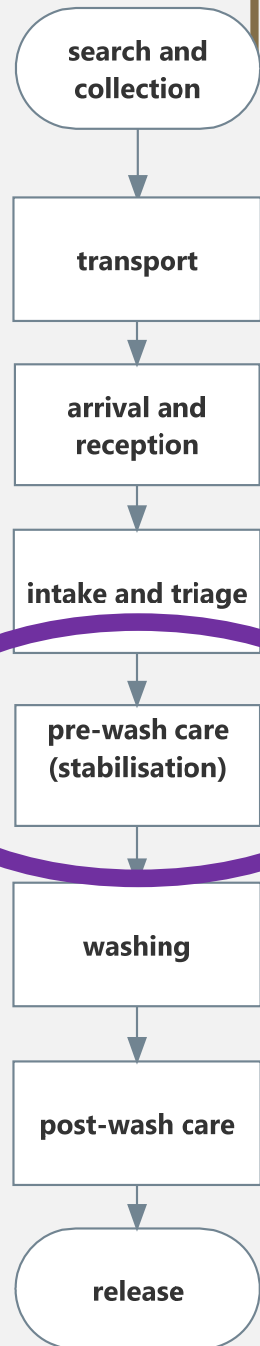 search and
collection
transport
arrival and
reception
intake and triage
pre-wash care
(stabilisation)
washing
post-wash care
release